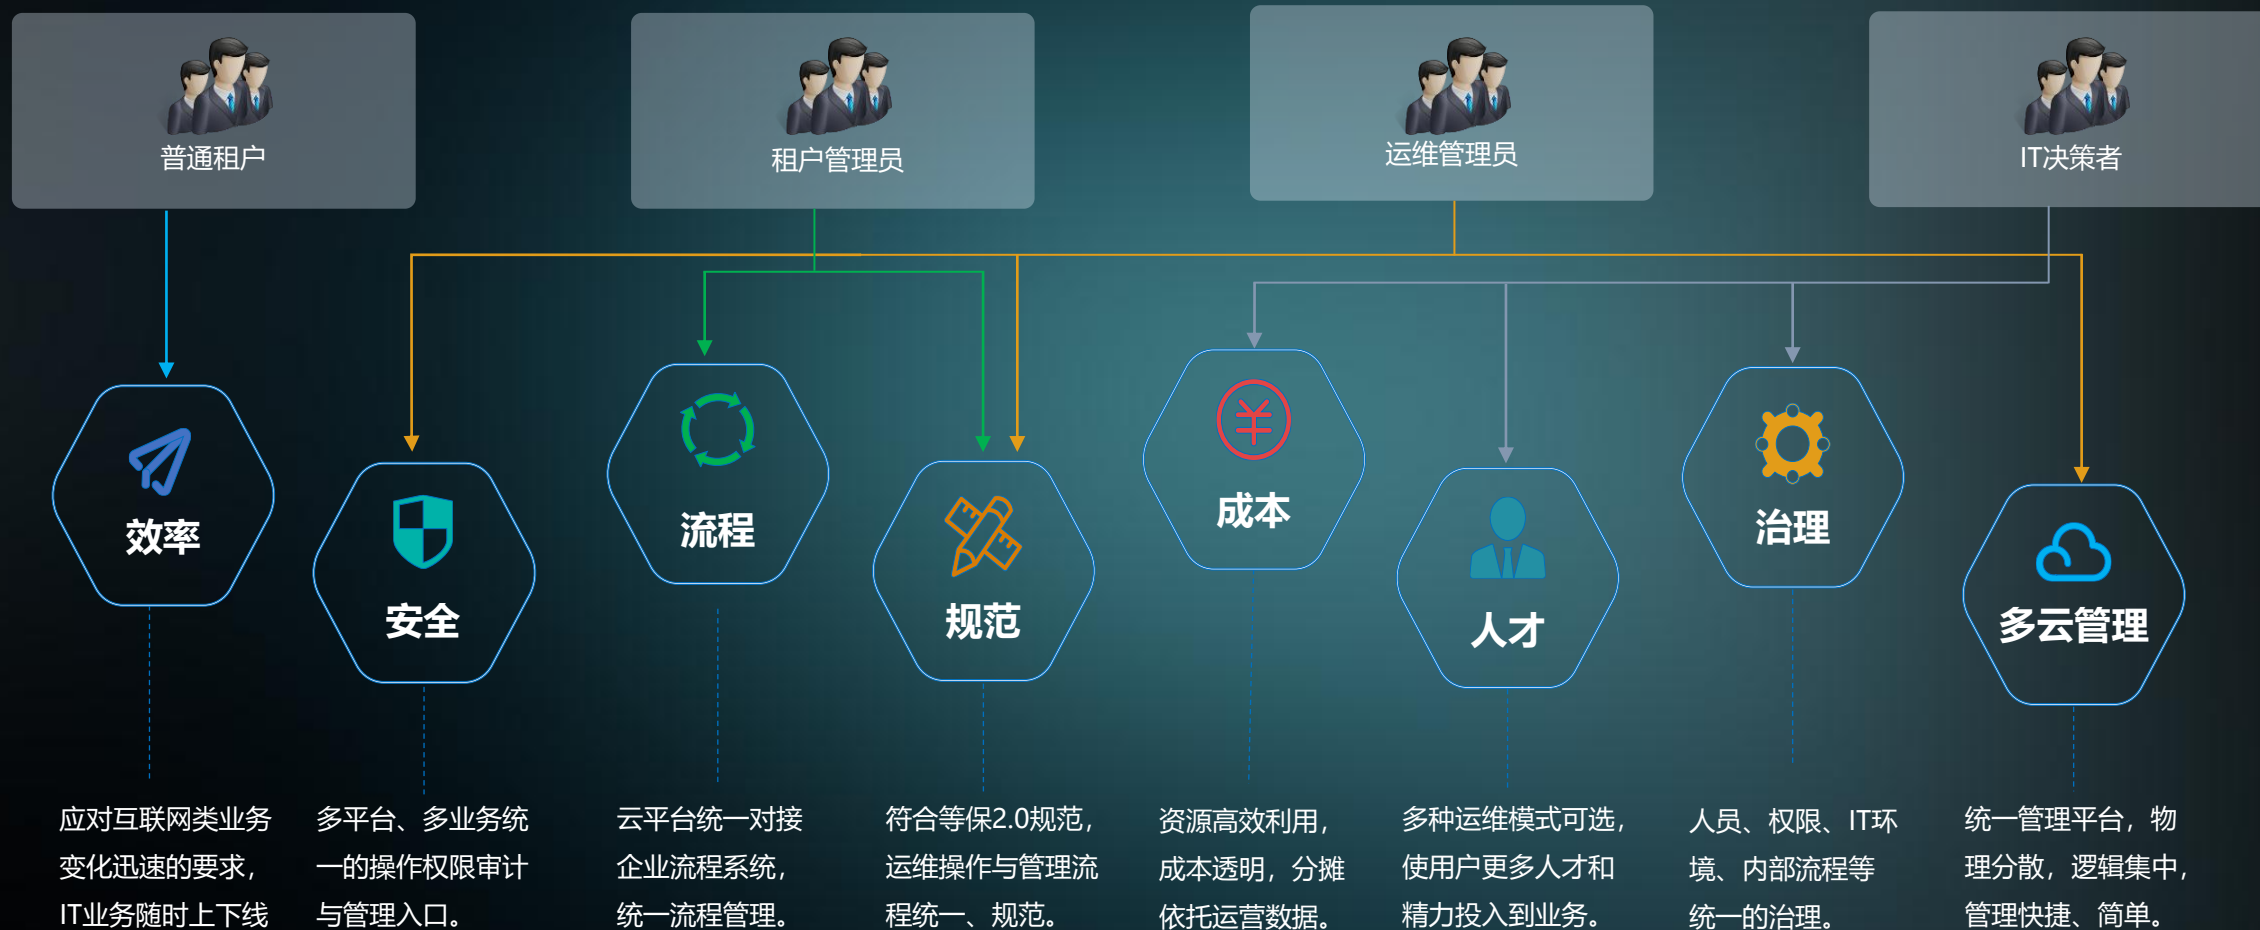 普通租户
租户管理员
运维管理员
IT决策者
效率
安全
流程
规范
成本
人才
治理
多云管理
应对互联网类业务
变化迅速的要求，
IT业务随时上下线
多平台、多业务统
一的操作权限审计
与管理入口。
云平台统一对接
企业流程系统，
统一流程管理。
符合等保2.0规范，
运维操作与管理流
程统一、规范。
资源高效利用，
成本透明，分摊
依托运营数据。
多种运维模式可选，
使用户更多人才和
精力投入到业务。
人员、权限、IT环
境、内部流程等
统一的治理。
统一管理平台，物
理分散，逻辑集中，
管理快捷、简单。